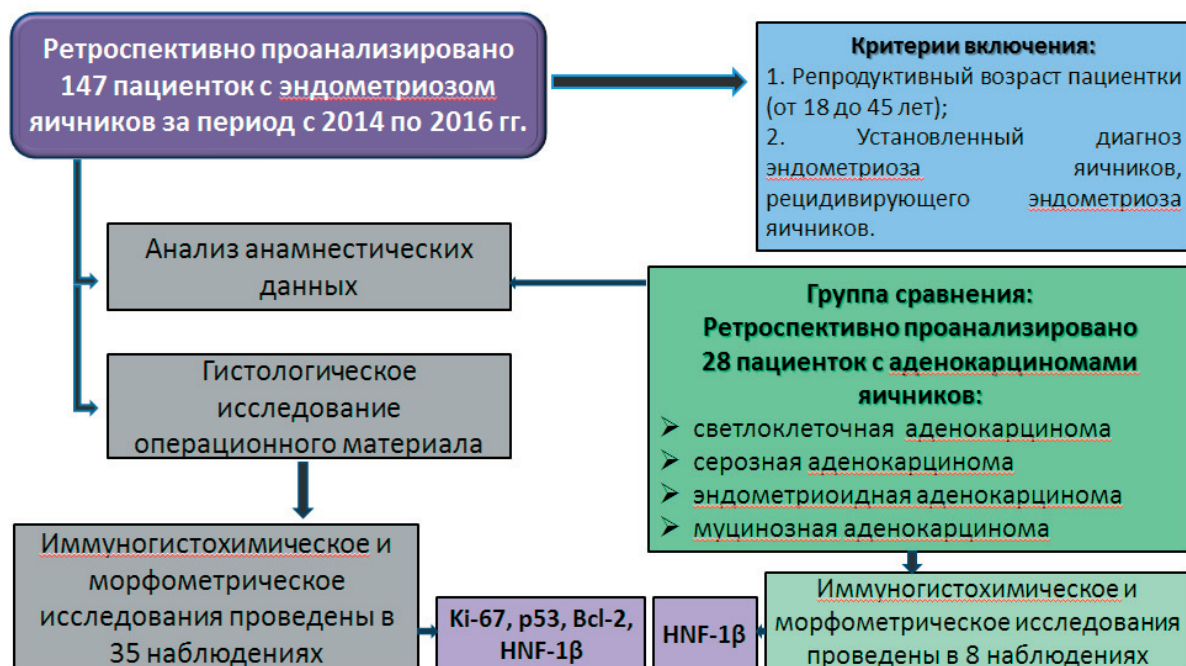 Ретроспективно проанализировано
147 пациенток с эндометриозом
яичников за период с 2014 по 2016 гг.
Критерии включения:
1. Репродуктивный возраст пациентки
(от 18 до 45 лет);
2. Установленный диагноз
эндометриоза яичников,
рецидивирующего эндометриоза
яичников.
Анализ анамнестических
данных
Группа сравнения:
Ретроспективно проанализировано
28 пациенток с аденокарциномами
яичников:
➢ светлоклеточная аденокарцинома
➢ серозная аденокарцинома
➢ эндометриоидная аденокарцинома
➢ муцинозная аденокарцинома
Гистологическое
исследование
операционного материала
Иммуногистохимическое и
морфометрическое
исследования проведены в
35 наблюдениях
Ki-67, p53, Bcl-2,
HNF-1β
HNF-1β
Иммуногистохимическое и
морфометрическое исследования
проведены в 8 наблюдениях